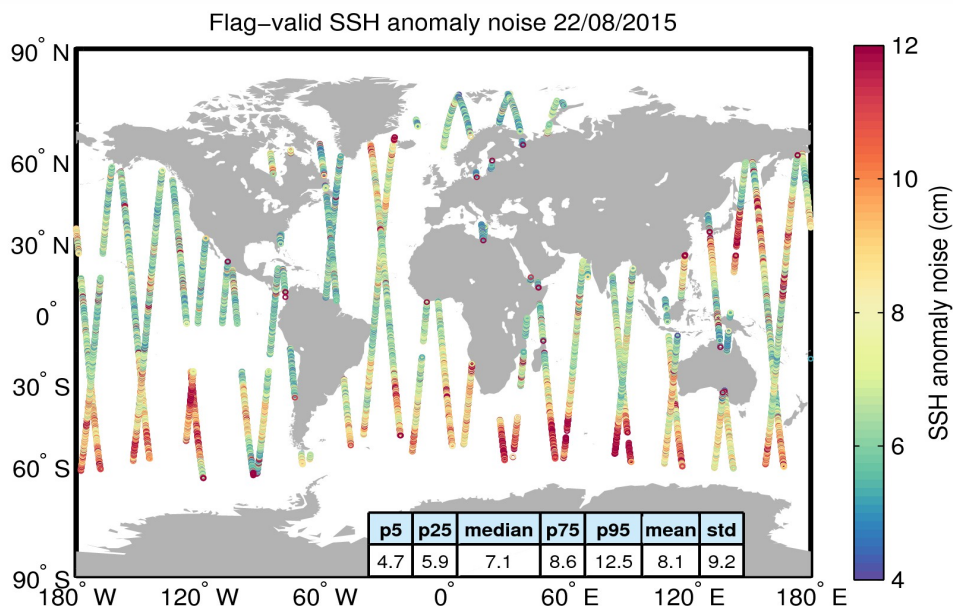 Flag−valid SSH anomaly noise 22/08/2015
90° N
60° N
30° N
0°
30° S
60° S
90° S
180° W
120° W
60° W
0°
60° E
120° E
180° E
p5 p25 median p75 p95 mean std
4.7 5.9 7.1 8.6 12.5 8.1 9.2
12
10
8
6
4
SSH anomaly noise (cm)